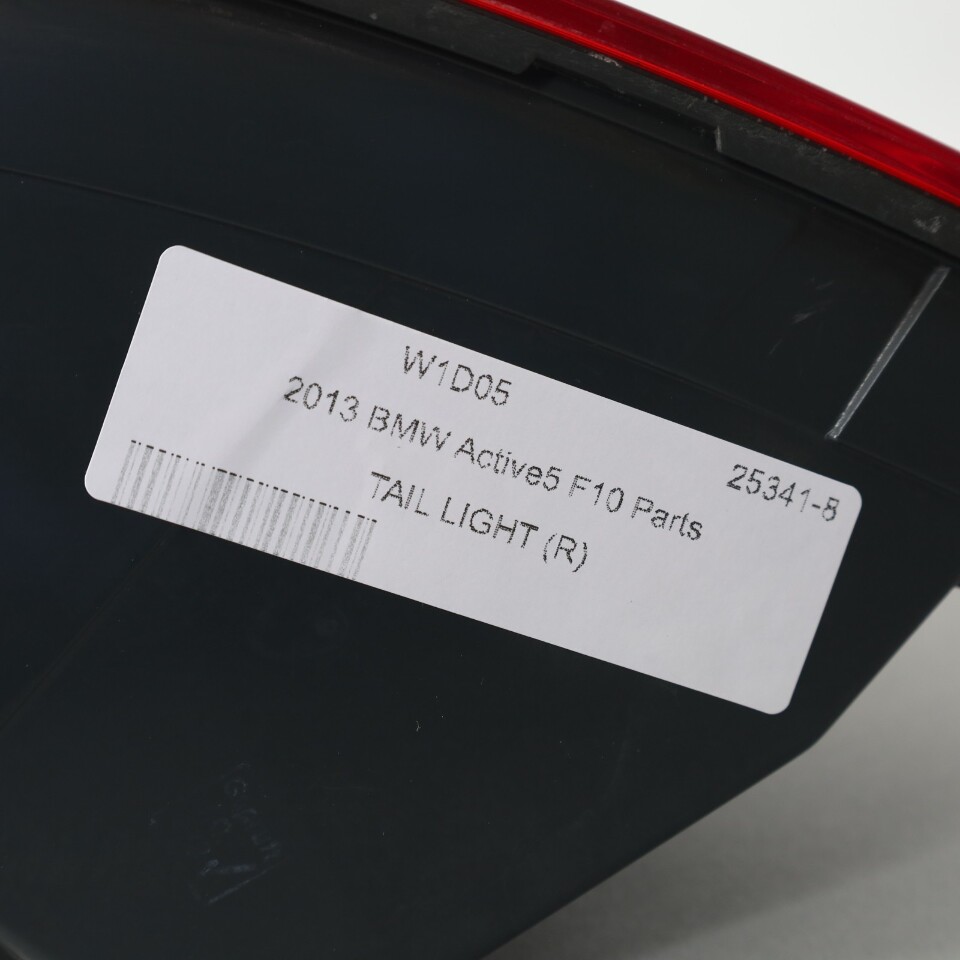 W1D05
2013 BMW Active5 F10 Parts
25341-8
TAIL LIGHT (R)